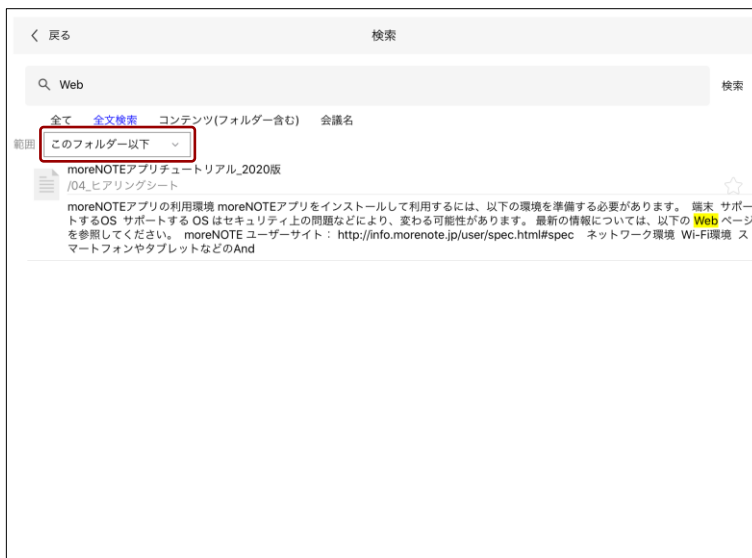 戻る 検索
Web 検索
全て 全文検索 コンテンツ(フォルダー含む) 会議名
範囲 このフォルダー以下
moreNOTEアプリチュートリアル_2020版
/04_ヒアリングシート
moreNOTEアプリの利用環境 moreNOTEアプリをインストールして利用するには、以下の環境を準備する必要があります。 端末 サポー
トするOS サポートする OS はセキュリティ上の問題などにより、変わる可能性があります。 最新の情報については、以下の Web ページ
を参照してください。 moreNOTE ユーザーサイト： http://info.morenote.jp/user/spec.html#spec ネットワーク環境 Wi-Fi環境 ス
マートフォンやタブレットなどのAnd